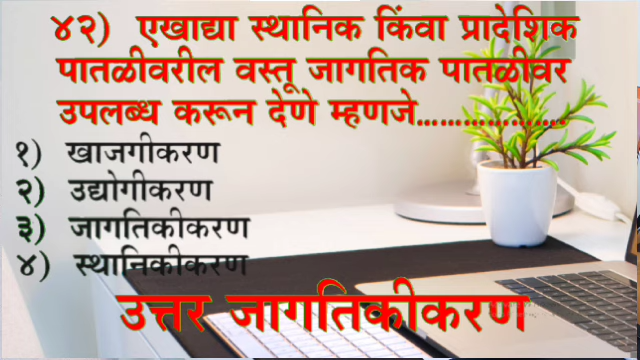 ४२) एखाद्या स्थानिक किंवा प्रादेशिक
पातळीवरील वस्तू जागतिक पातळीवर
उपलब्ध करून देणे म्हणजे..................
१) खाजगीकरण
२) उद्योगीकरण
३) जागतिकीकरण
४) स्थानिकीकरण
उत्तर जागतिकीकरण